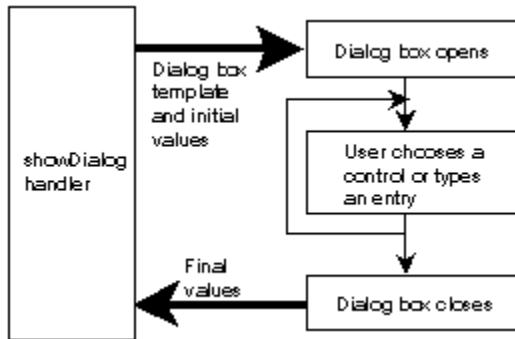 Dialog box opens
Dialog box
template
and initial
values
User chooses a
control or types
an entry
showDialog
handler
Final
values
Dialog box closes